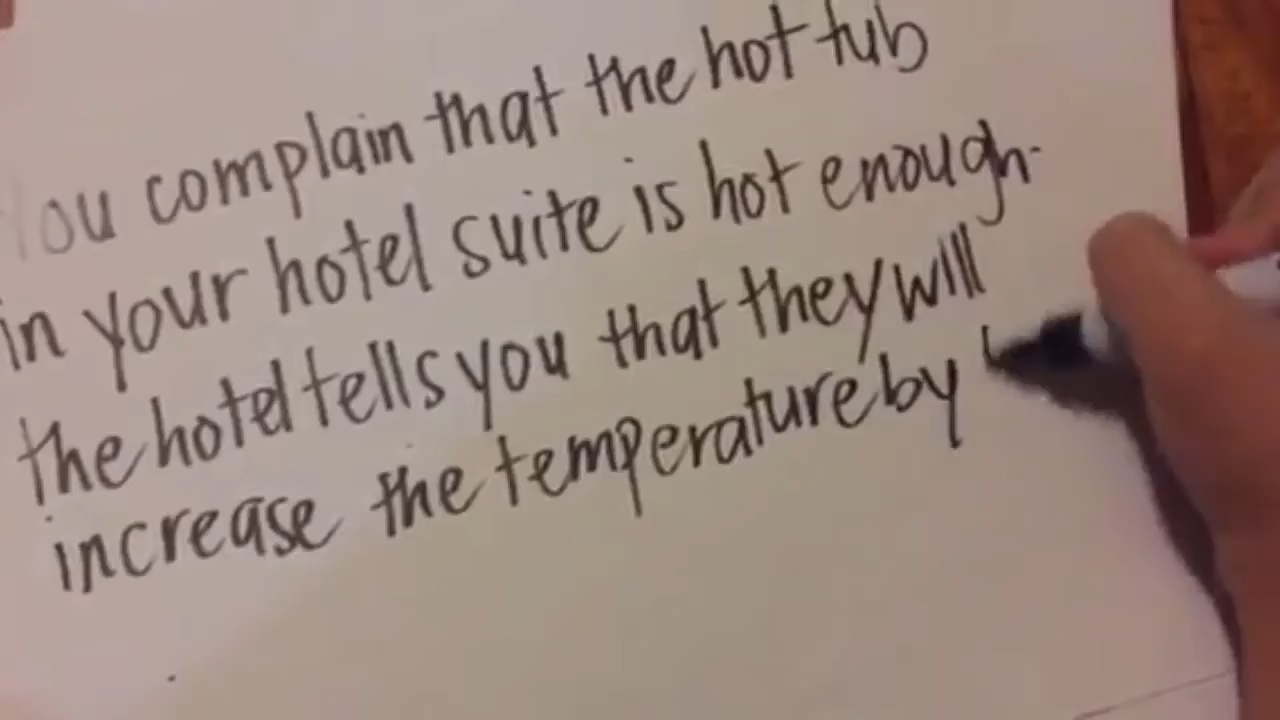 You complain that the hot tub
in your hotel suite is hot enough.
the hotel tells you that they will
increase the temperature by